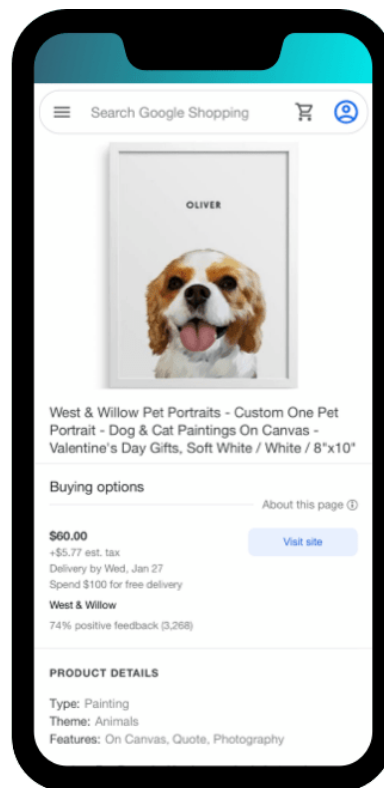 Search Google Shopping
OLIVER
West & Willow Pet Portraits - Custom One Pet
Portrait - Dog & Cat Paintings On Canvas -
Valentine's Day Gifts, Soft White / White / 8"x10"
Buying options
About this page
$60.00
Visit site
+$5.77 est. tax
Delivery by Wed, Jan 27
Spend $100 for free delivery
West & Willow
74% positive feedback (3,268)
PRODUCT DETAILS
Type: Painting
Theme: Animals
Features: On Canvas, Quote, Photography